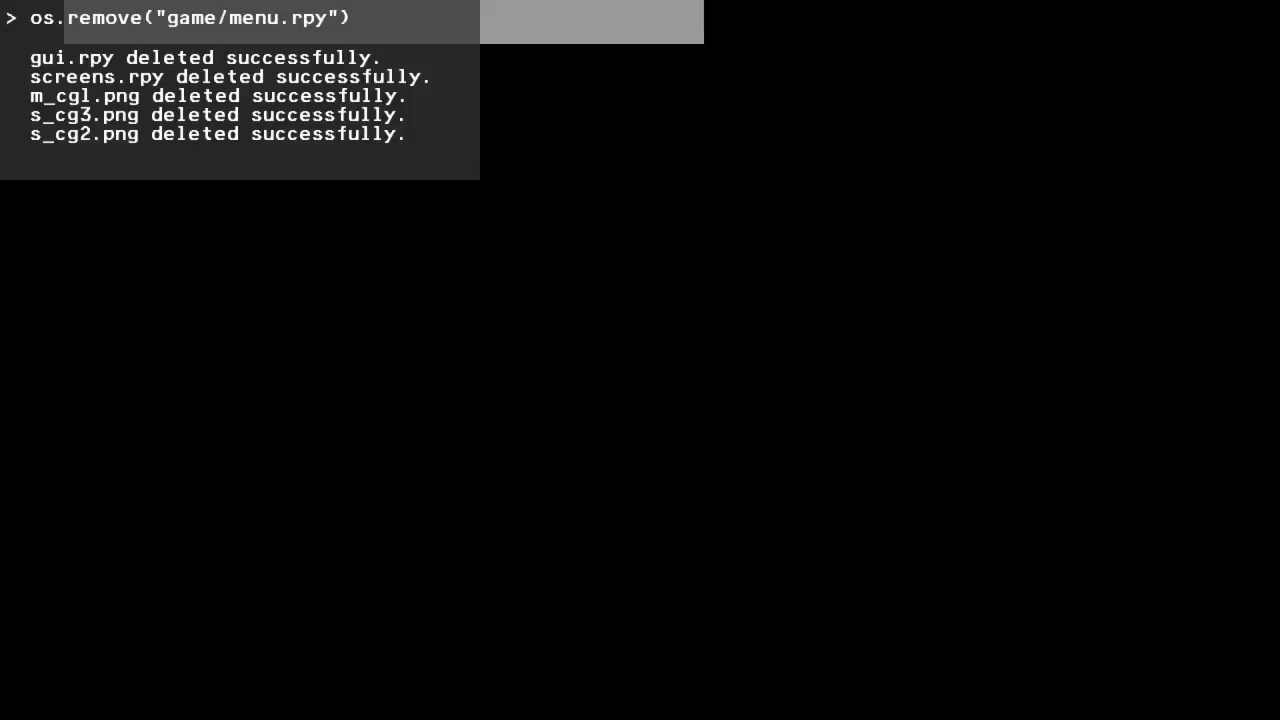 > os.remove("game/menu.rpy")
gui.rpy deleted successfully.
screens.rpy deleted successfully.
m_cg1.png deleted successfully.
s_cg3.png deleted successfully.
s_cg2.png deleted successfully.